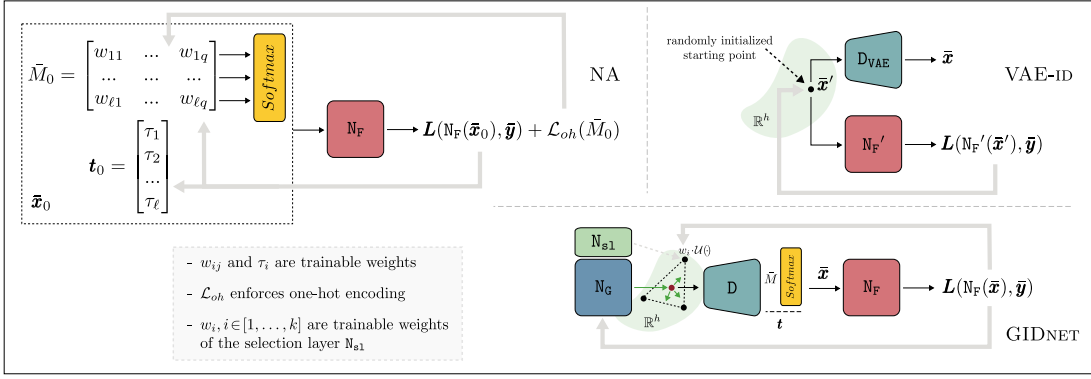 M̄₀ = [w₁₁ ... w₁q
... ... ...
wℓ₁ ... wℓq]
Softmax
t₀ = [τ₁
τ₂
...
τℓ]
x̄₀
N_F
L(N_F(x̄₀), ȳ) + 𝓛_oh(M̄₀)
NA
- w_ij and τ_i are trainable weights
- 𝓛_oh enforces one-hot encoding
- w_i, i∈[1, . . . , k] are trainable weights
of the selection layer N_sl
randomly initialized
starting point
x̄′
ℝ^h
D_VAE
x̄
N_F′
L(N_F′(x̄′), ȳ)
VAE-ID
N_sl
N_G
w_i·𝒰(·)
ℝ^h
D
M̄
Softmax
t
x̄
N_F
L(N_F(x̄), ȳ)
GIDNET